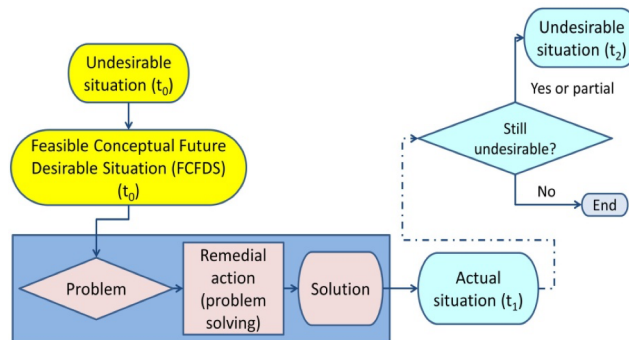 Undesirable
situation (t0)
Feasible Conceptual Future
Desirable Situation (FCFDS)
(t0)
Problem
Remedial
action
(problem
solving)
Solution
Actual
situation (t1)
Still
undesirable?
Yes or partial
Undesirable
situation (t2)
No
End